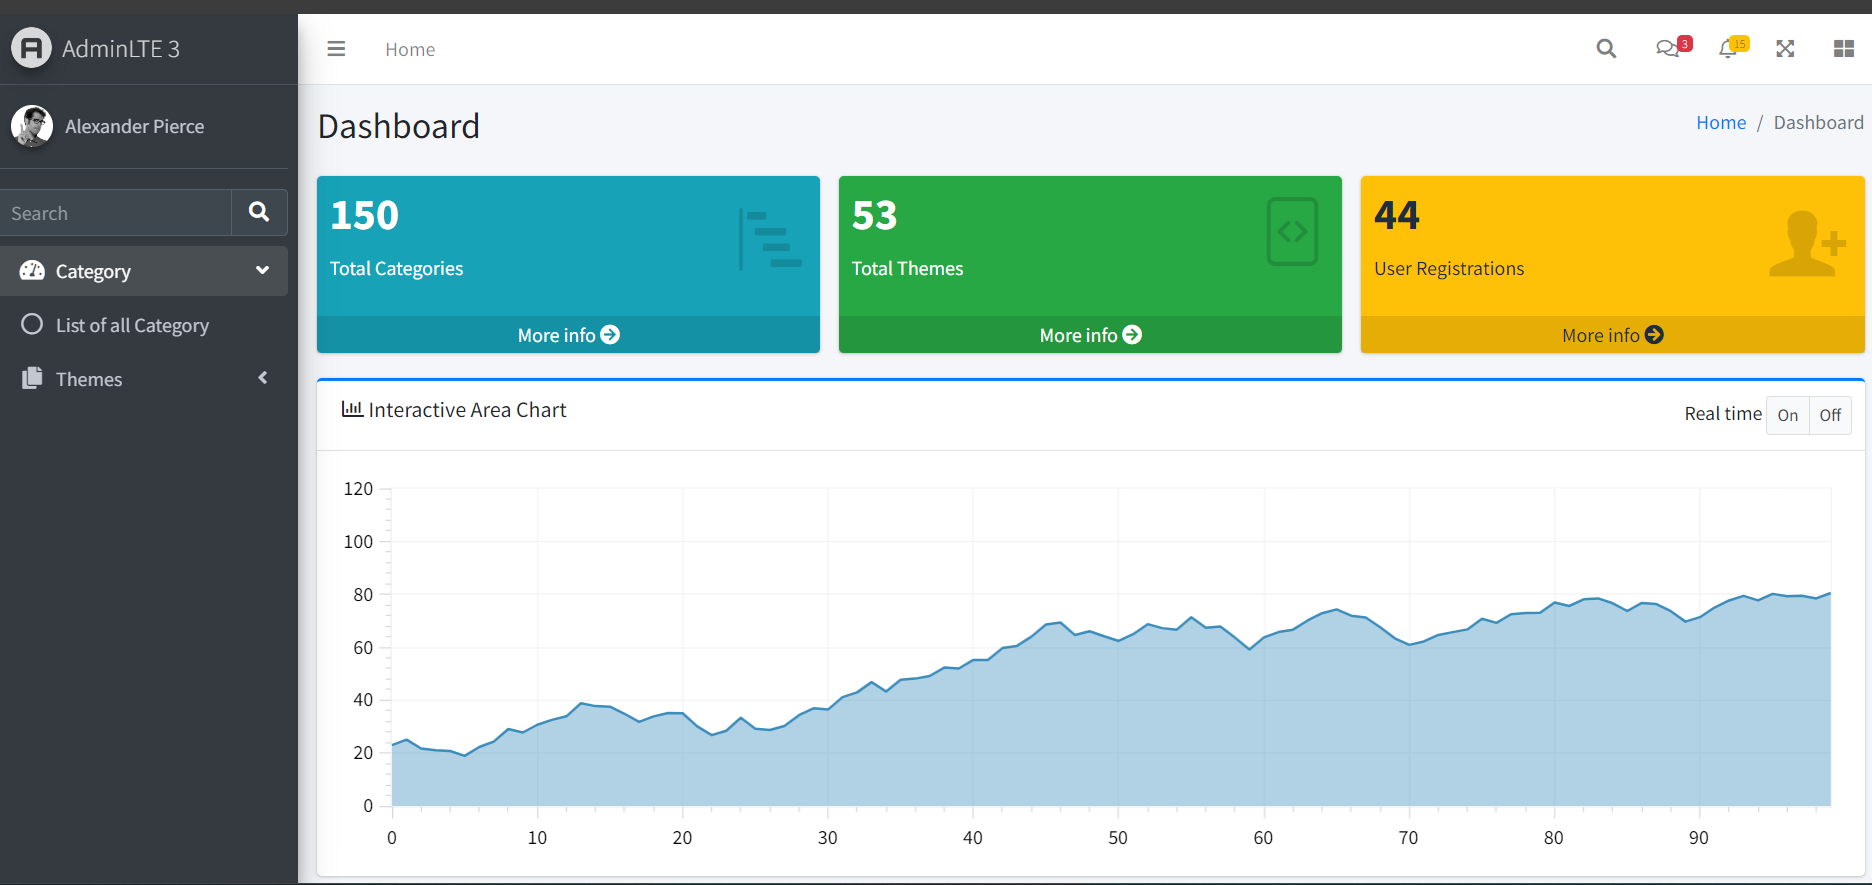 AdminLTE 3
Home
3
15
Alexander Pierce
Dashboard
Home / Dashboard
Search
Category
List of all Category
Themes
150
Total Categories
More info
53
Total Themes
More info
44
User Registrations
More info
Interactive Area Chart
Real time On Off
120
100
80
60
40
20
0
0 10 20 30 40 50 60 70 80 90